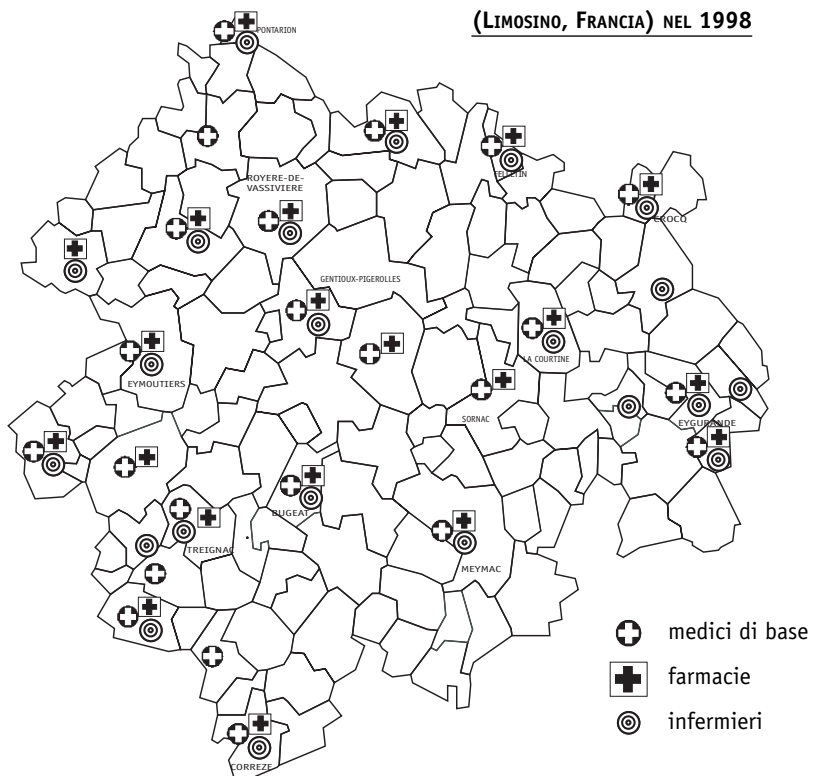 (LIMOSINO, FRANCIA) NEL 1998
PONTARION
ROYERE-DE-
VASSIVIERE
FELLETIN
CROCQ
GENTIOUX-PIGEROLLES
LA COURTINE
EYMOUTIERS
SORNAC
EYGURANDE
BUGEAT
TREIGNAC
MEYMAC
medici di base
farmacie
infermieri
CORREZE